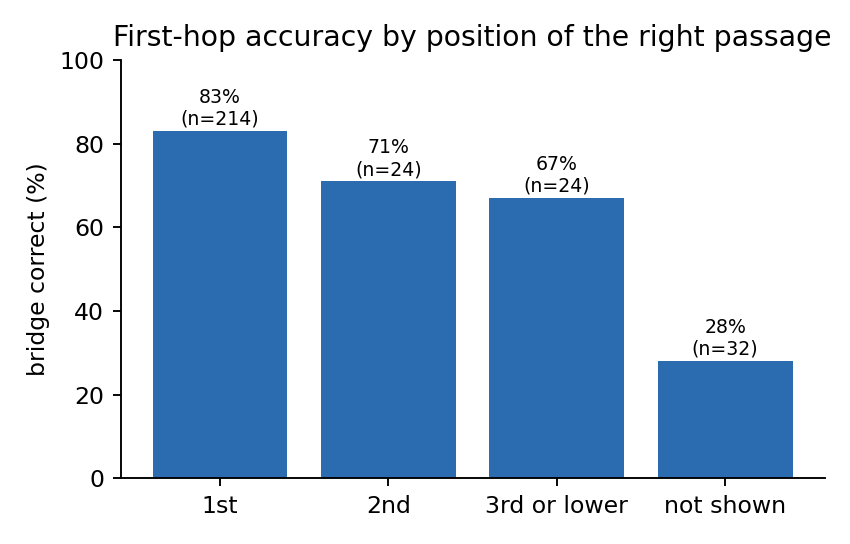 First-hop accuracy by position of the right passage
bridge correct (%)
100
80
60
40
20
0
83%
(n=214)
71%
(n=24)
67%
(n=24)
28%
(n=32)
1st
2nd
3rd or lower
not shown